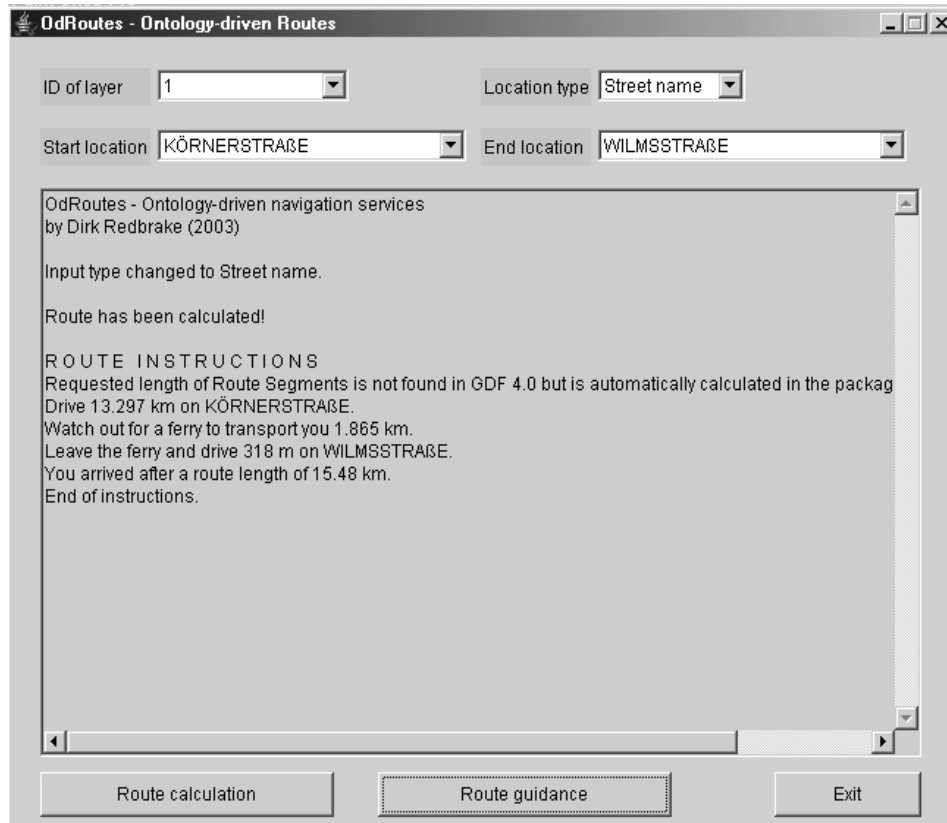 OdRoutes - Ontology-driven Routes
ID of layer 1 Location type Street name
Start location KÖRNERSTRAßE End location WILMSSTRAßE
OdRoutes - Ontology-driven navigation services
by Dirk Redbrake (2003)
Input type changed to Street name.
Route has been calculated!
R O U T E   I N S T R U C T I O N S
Requested length of Route Segments is not found in GDF 4.0 but is automatically calculated in the packag
Drive 13.297 km on KÖRNERSTRAßE.
Watch out for a ferry to transport you 1.865 km.
Leave the ferry and drive 318 m on WILMSSTRAßE.
You arrived after a route length of 15.48 km.
End of instructions.
Route calculation Route guidance Exit